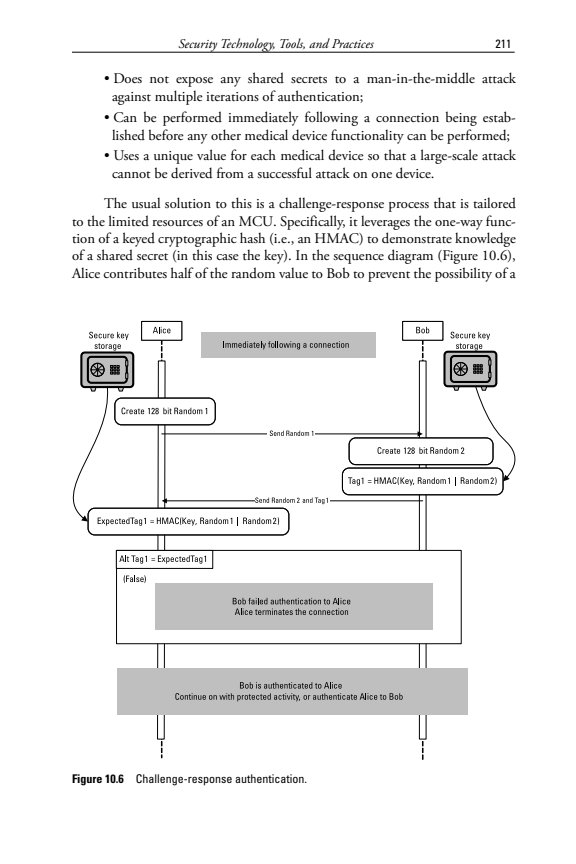 Security Technology, Tools, and Practices 211
• Does not expose any shared secrets to a man-in-the-middle attack
against multiple iterations of authentication;
• Can be performed immediately following a connection being estab-
lished before any other medical device functionality can be performed;
• Uses a unique value for each medical device so that a large-scale attack
cannot be derived from a successful attack on one device.
The usual solution to this is a challenge-response process that is tailored
to the limited resources of an MCU. Specifically, it leverages the one-way func-
tion of a keyed cryptographic hash (i.e., an HMAC) to demonstrate knowledge
of a shared secret (in this case the key). In the sequence diagram (Figure 10.6),
Alice contributes half of the random value to Bob to prevent the possibility of a
Secure key
storage
Alice
Immediately following a connection
Bob
Secure key
storage
Create 128 bit Random 1
Send Random 1
Create 128 bit Random 2
Tag1 = HMAC(Key, Random1 | Random2)
Send Random 2 and Tag1
ExpectedTag1 = HMAC(Key, Random1 | Random2)
Alt Tag1 = ExpectedTag1
(False)
Bob failed authentication to Alice
Alice terminates the connection
Bob is authenticated to Alice
Continue on with protected activity, or authenticate Alice to Bob
Figure 10.6 Challenge-response authentication.